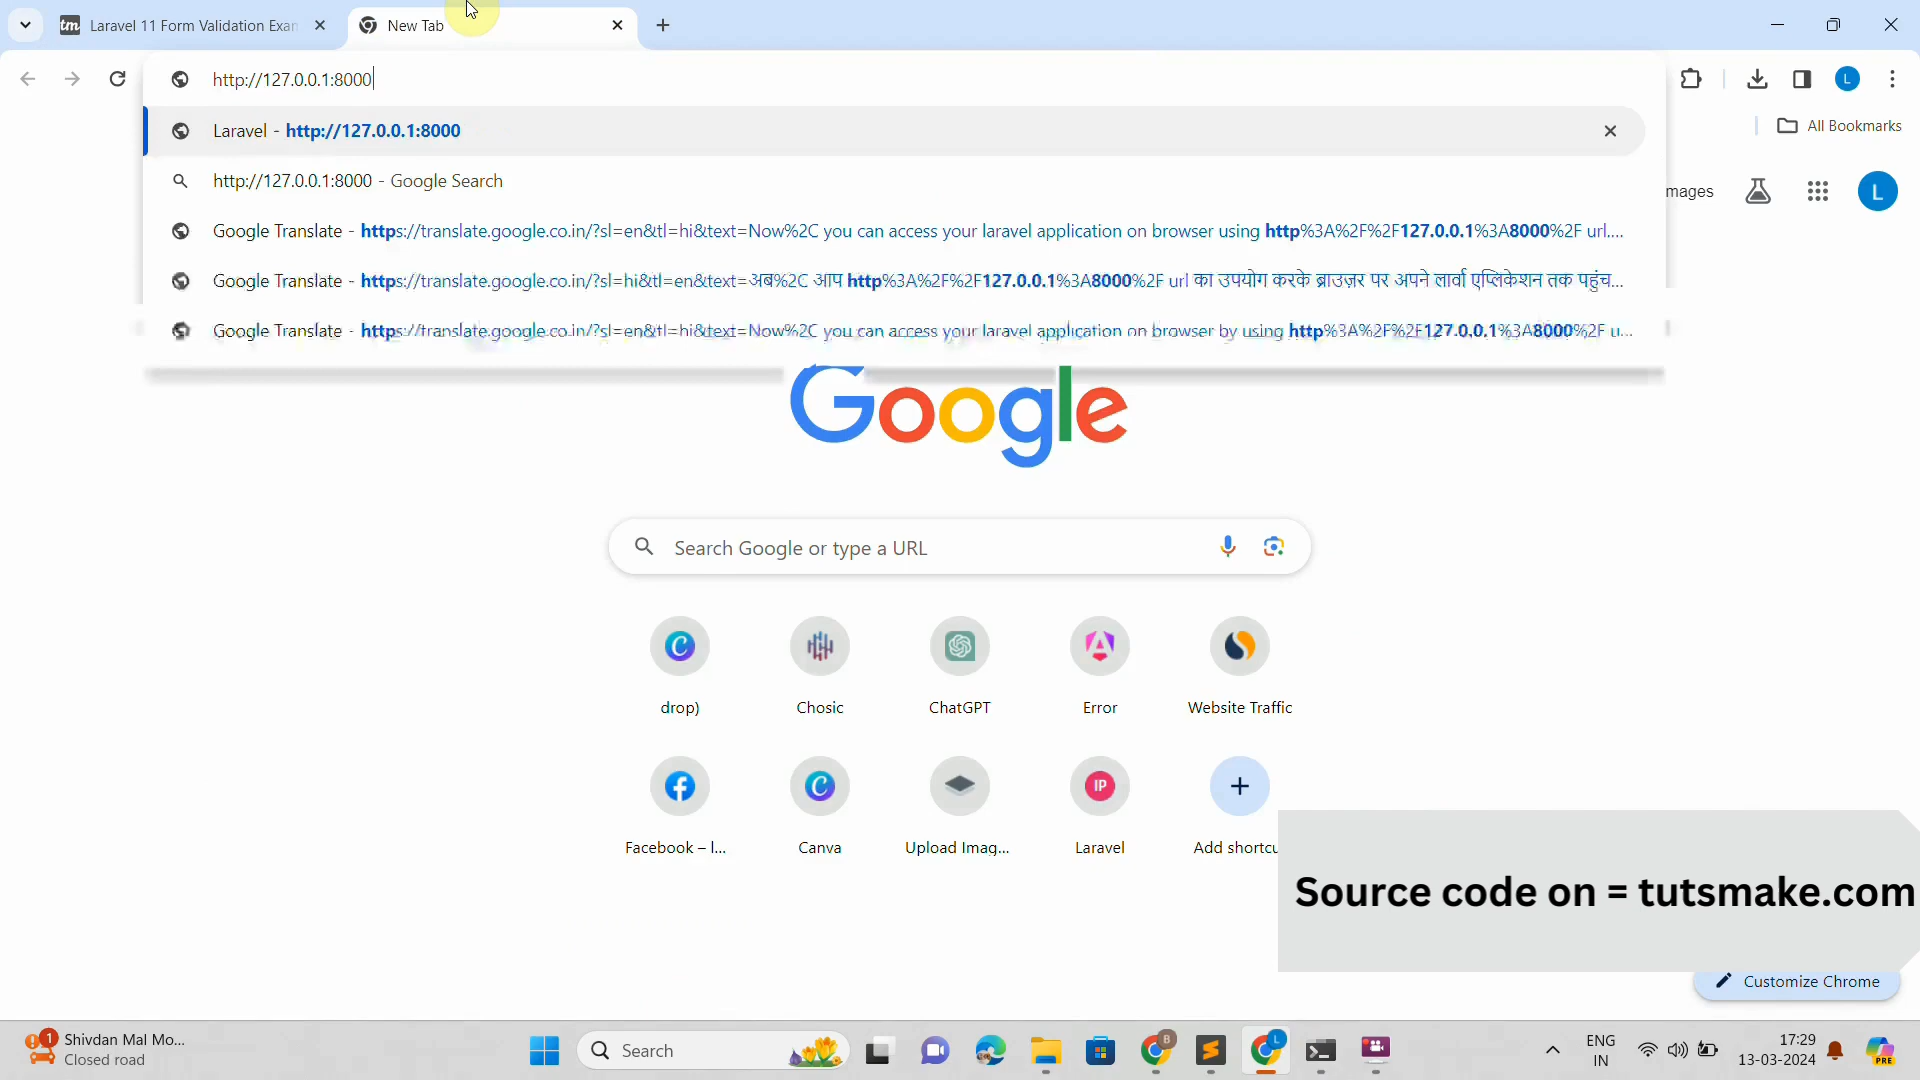 Laravel 11 Form Validation Exan
New Tab
http://127.0.0.1:8000
Laravel - http://127.0.0.1:8000
All Bookmarks
http://127.0.0.1:8000 - Google Search
mages
L
Google Translate - https://translate.google.co.in/?sl=en&tl=hi&text=Now%2C you can access your laravel application on browser using http%3A%2F%2F127.0.0.1%3A8000%2F url....
Google Translate - https://translate.google.co.in/?sl=hi&tl=en&text=अब%2C आप http%3A%2F%2F127.0.0.1%3A8000%2F url का उपयोग करके ब्राउज़र पर अपने लार्वा एप्लिकेशन तक पहुंच...
Google Translate - https://translate.google.co.in/?sl=en&tl=hi&text=Now%2C you can access your laravel application on browser by using http%3A%2F%2F127.0.0.1%3A8000%2F u...
Google
Search Google or type a URL
drop)
Chosic
ChatGPT
Error
Website Traffic
Facebook – l...
Canva
Upload Imag...
Laravel
Add shortcu
Source code on = tutsmake.com
Customize Chrome
Shivdan Mal Mo...
Closed road
Search
ENG
IN
17:29
13-03-2024